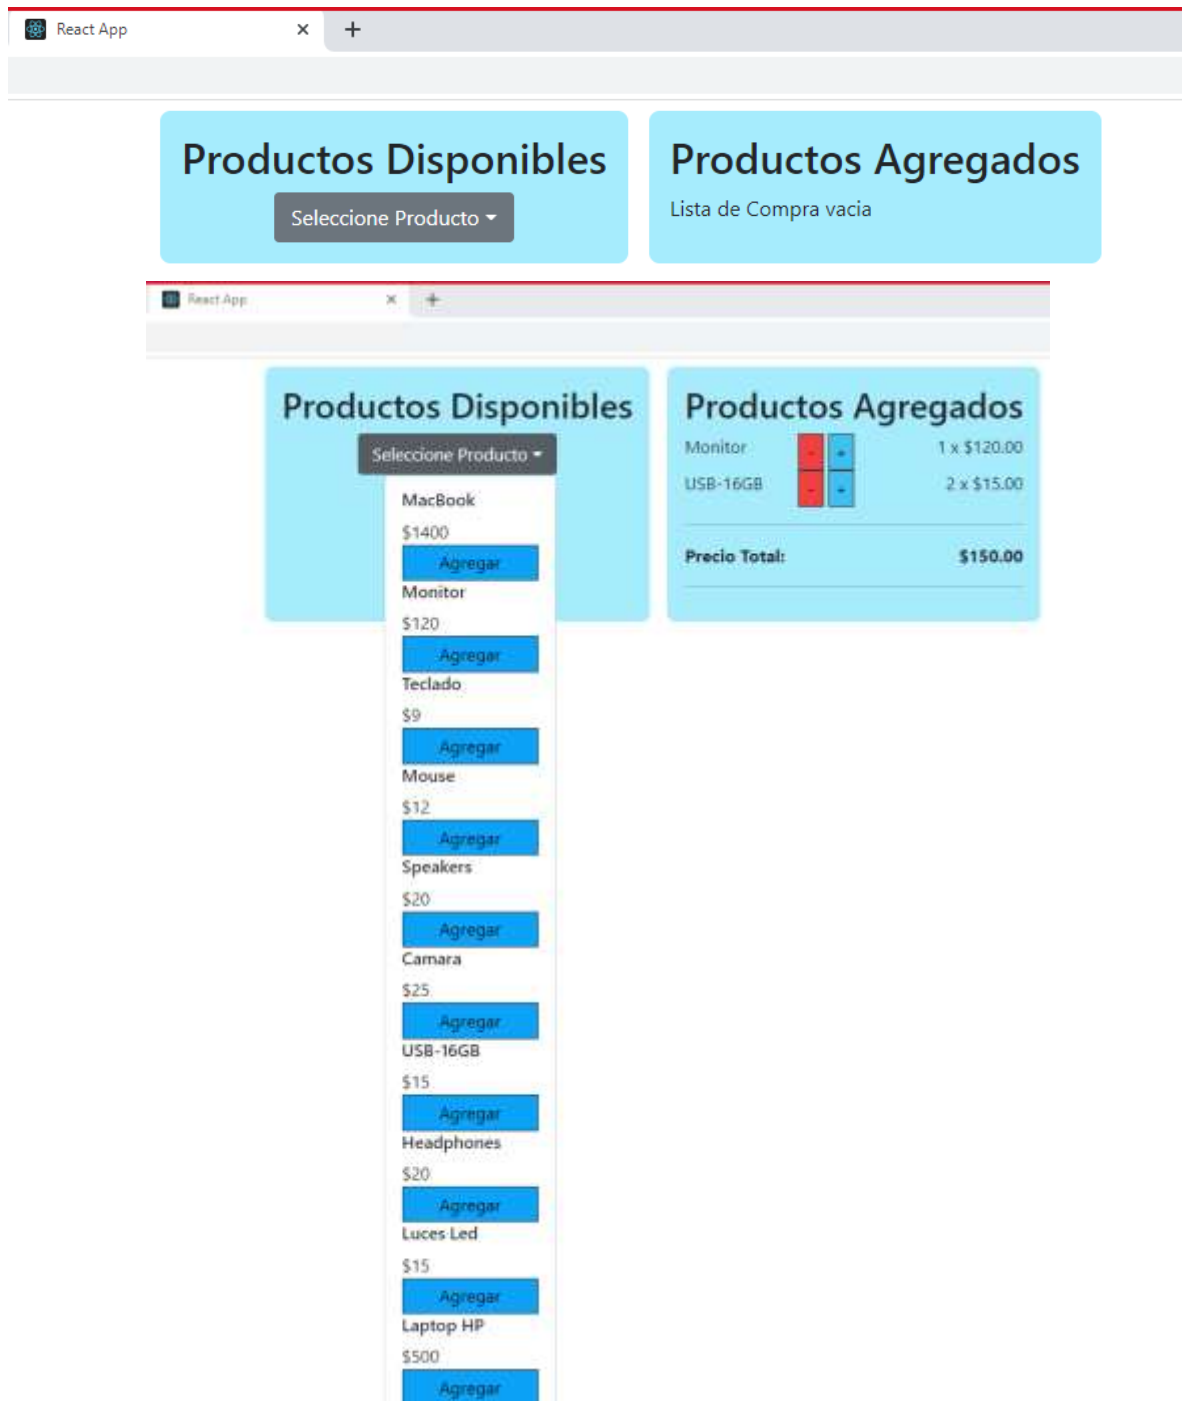 React App
Productos Disponibles
Seleccione Producto
Productos Agregados
Lista de Compra vacia
React App
Productos Disponibles
Seleccione Producto
MacBook
$1400
Agregar
Monitor
$120
Agregar
Teclado
$9
Agregar
Mouse
$12
Agregar
Speakers
$20
Agregar
Camara
$25
Agregar
USB-16GB
$15
Agregar
Headphones
$20
Agregar
Luces Led
$15
Agregar
Laptop HP
$500
Agregar
Productos Agregados
Monitor - + 1 x $120.00
USB-16GB - + 2 x $15.00
Precio Total: $150.00